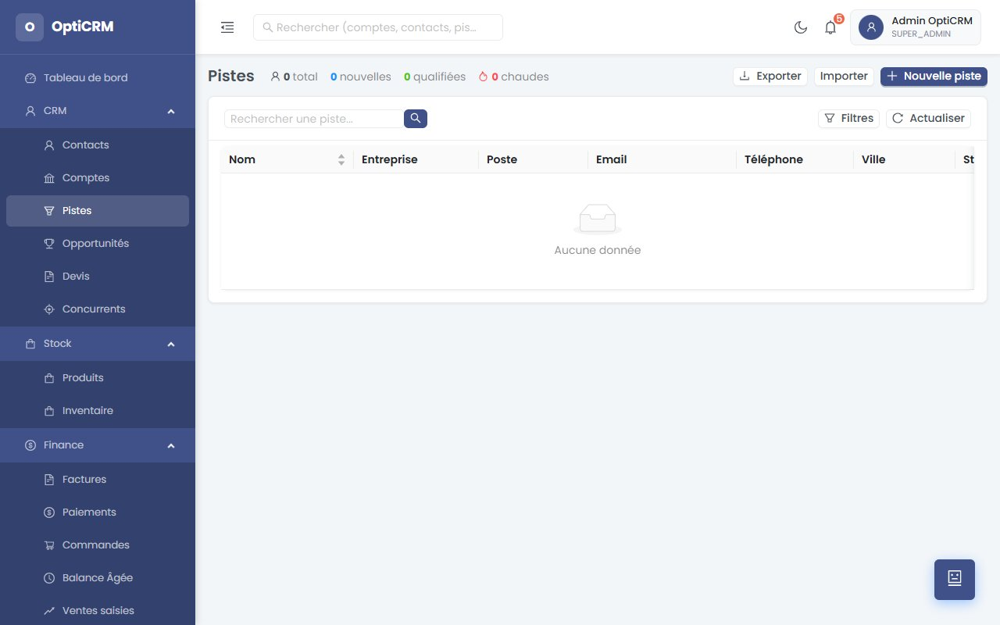 O OptiCRM
Rechercher (comptes, contacts, pis...
5
Admin OptiCRM
SUPER_ADMIN
Tableau de bord
CRM
Contacts
Comptes
Pistes
Opportunités
Devis
Concurrents
Stock
Produits
Inventaire
Finance
Factures
Paiements
Commandes
Balance Âgée
Ventes saisies
Pistes 0 total 0 nouvelles 0 qualifiées 0 chaudes
Exporter Importer Nouvelle piste
Rechercher une piste...
Filtres Actualiser
Nom Entreprise Poste Email Téléphone Ville St
Aucune donnée